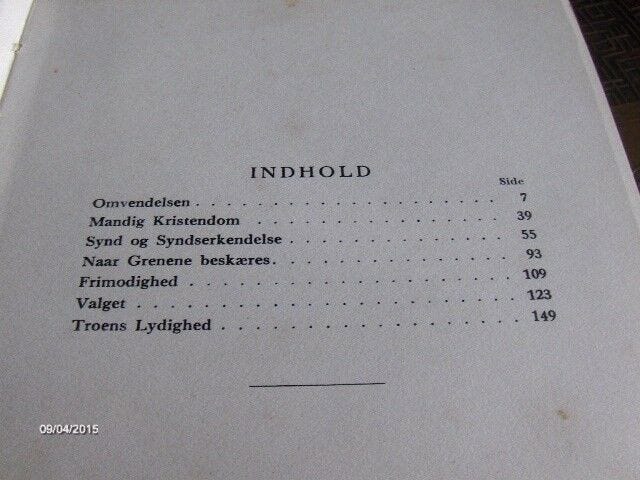 INDHOLD
Side
Omvendelsen . . . . . . . . . . . . . . . . 7
Mandig Kristendom . . . . . . . . . . . . . 39
Synd og Syndserkendelse . . . . . . . . . . . 55
Naar Grenene beskæres. . . . . . . . . . . . 93
Frimodighed . . . . . . . . . . . . . . . . . 109
Valget . . . . . . . . . . . . . . . . . . . . 123
Troens Lydighed . . . . . . . . . . . . . . . 149
09/04/2015